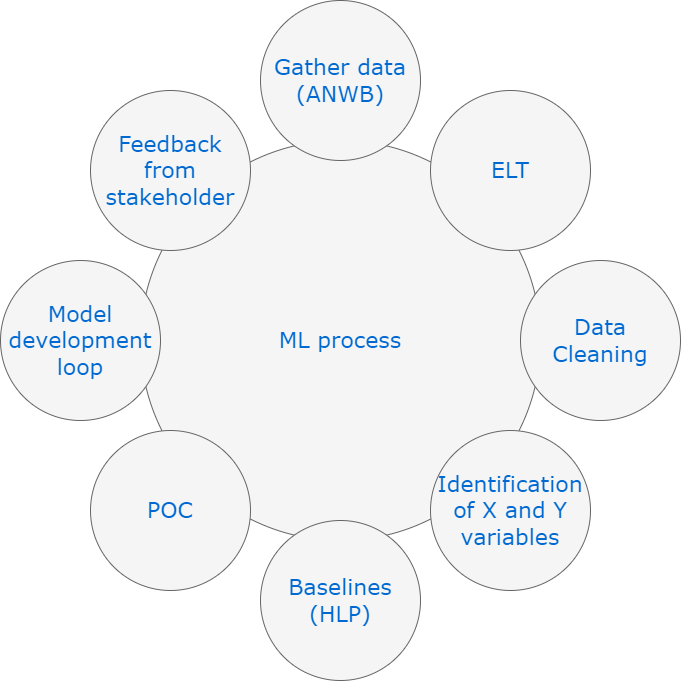 Gather data
(ANWB)
ELT
Data
Cleaning
Identification
of X and Y
variables
Baselines
(HLP)
POC
Model
development
loop
Feedback
from
stakeholder
ML process